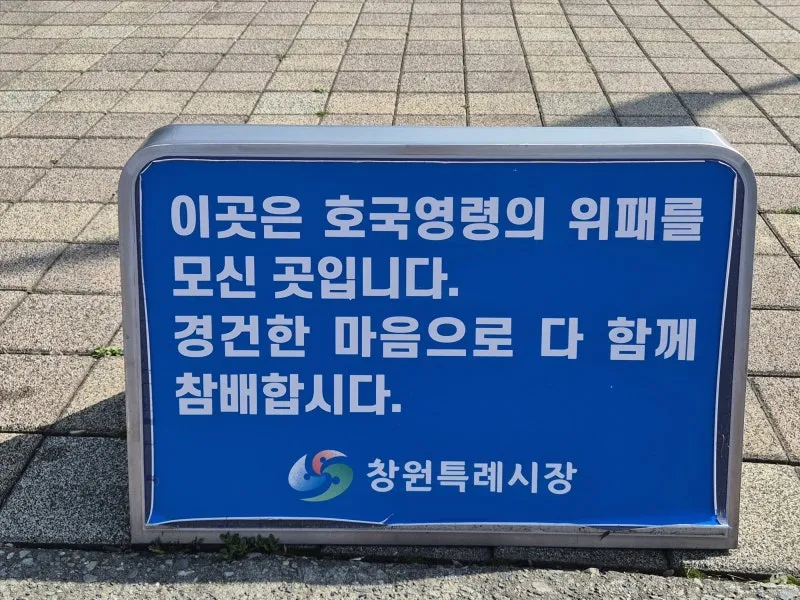 이곳은 호국영령의 위패를
모신 곳입니다.
경건한 마음으로 다 함께
참배합시다.
창원특례시장